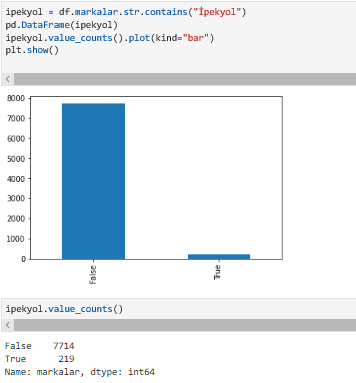 ipekyol = df.markalar.str.contains("İpekyol")
pd.DataFrame(ipekyol)
ipekyol.value_counts().plot(kind="bar")
plt.show()
8000
7000
6000
5000
4000
3000
2000
1000
0
False
True
ipekyol.value_counts()
False    7714
True      219
Name: markalar, dtype: int64